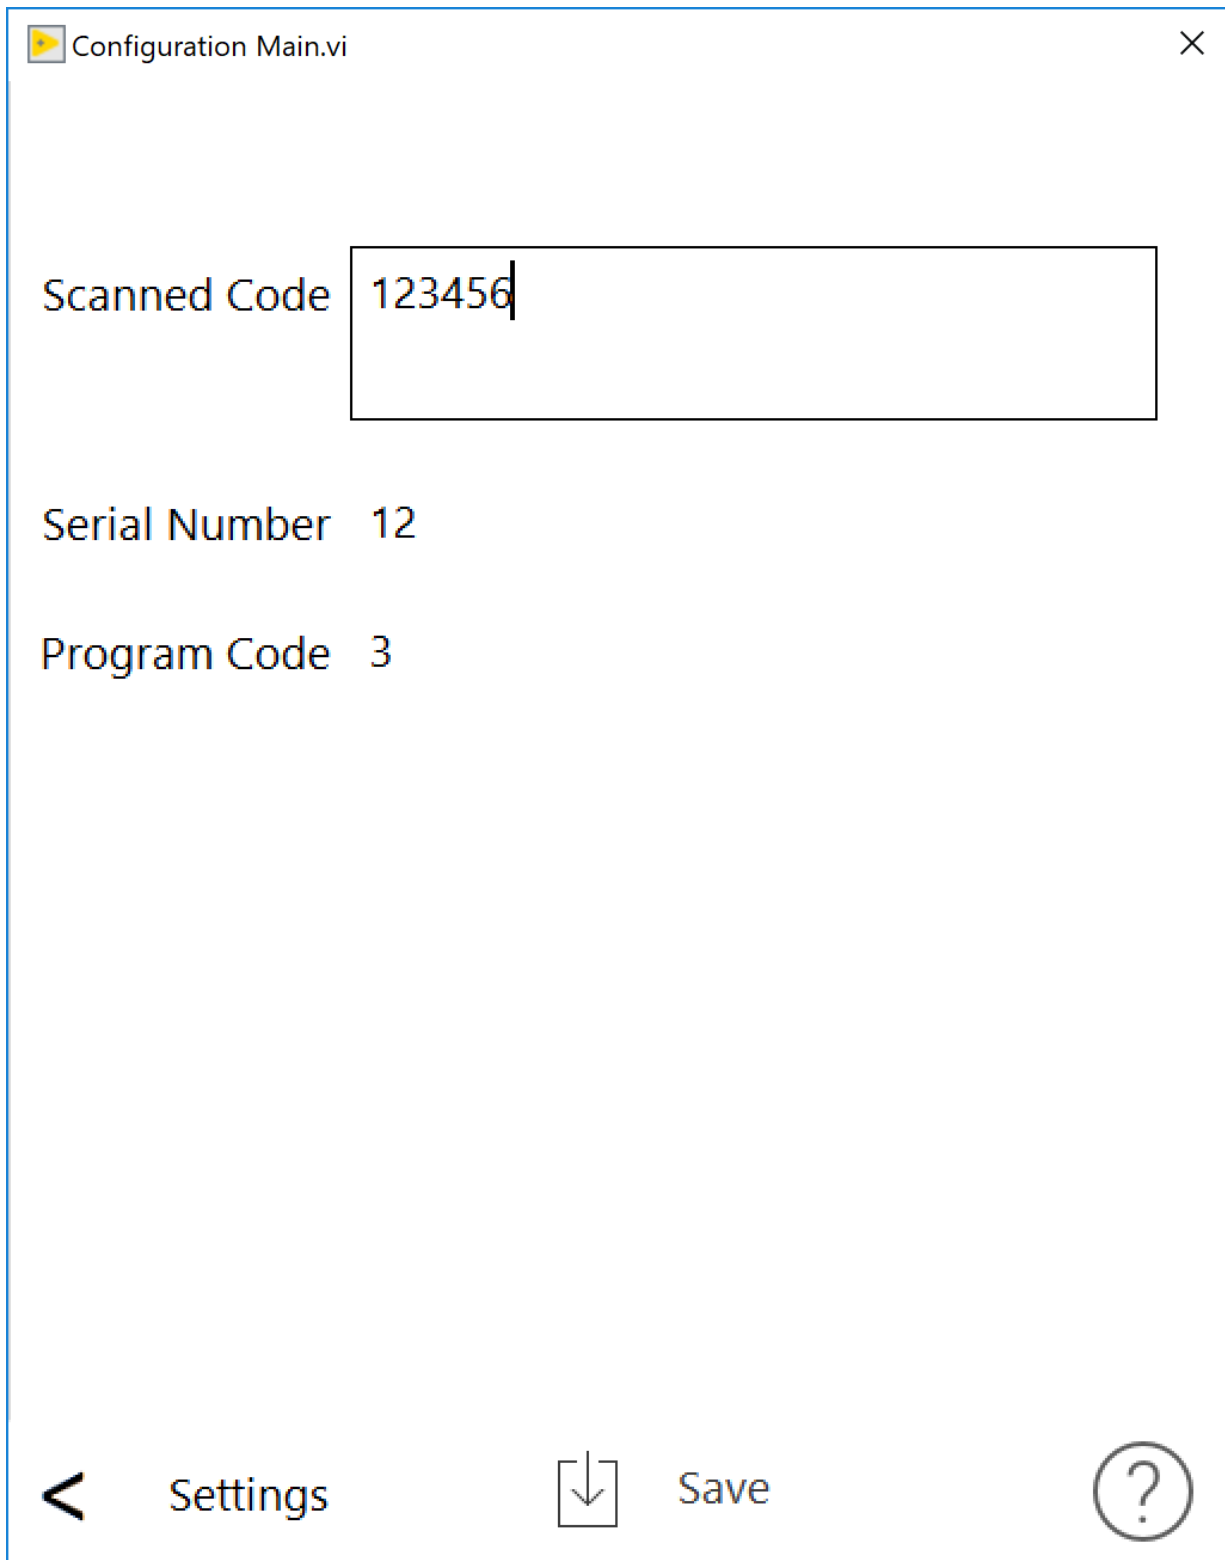 Configuration Main.vi
Scanned Code 123456
Serial Number 12
Program Code 3
< Settings Save ?